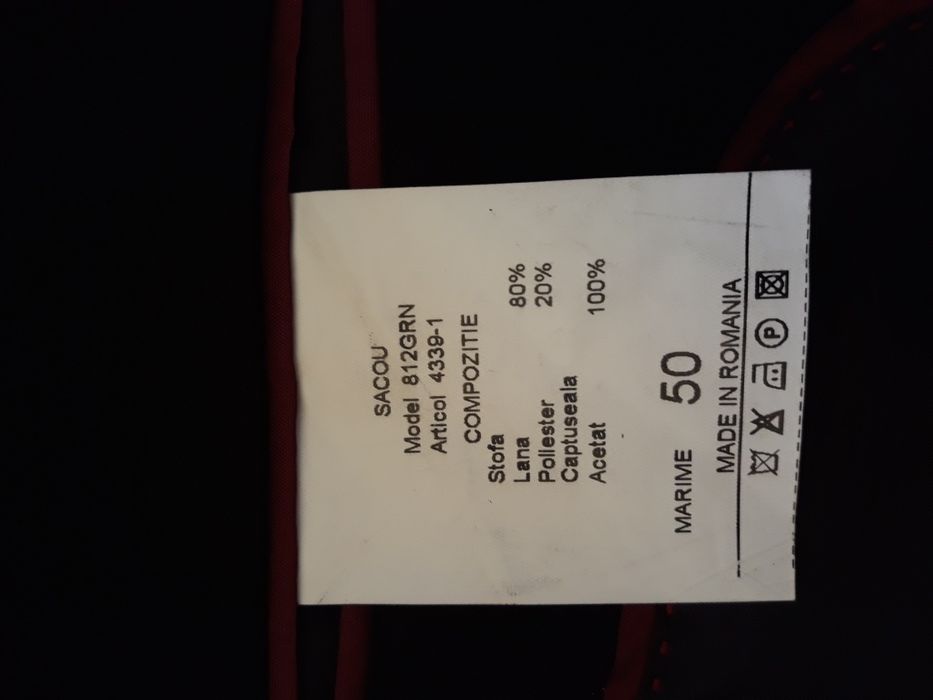 SACOU
Model 812GRN
Articol 4339-1
COMPOZITIE
Stofa
Lana 80%
Poliester 20%
Captuseala
Acetat 100%
MARIME 50
MADE IN ROMANIA
P